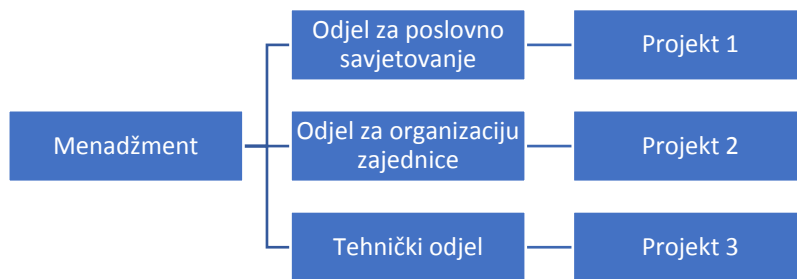 Odjel za poslovno
savjetovanje
Projekt 1
Menadžment
Odjel za organizaciju
zajednice
Projekt 2
Tehnički odjel
Projekt 3